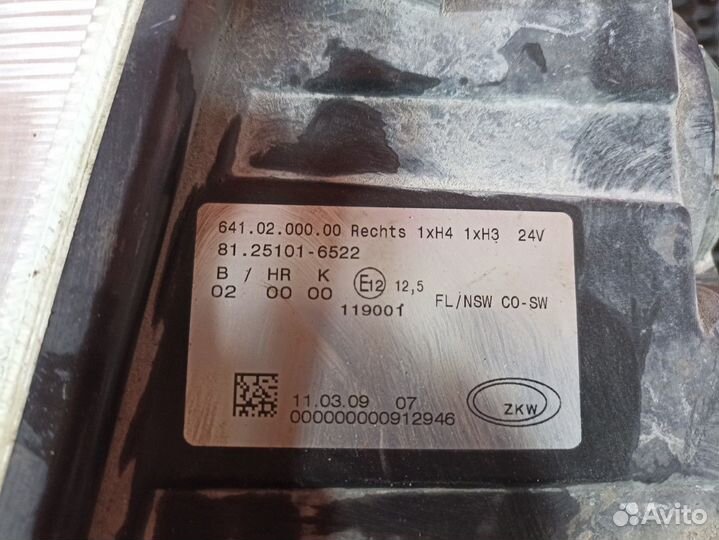 641.02.000.00 Rechts 1xH4 1xH3 24V
81.25101-6522
B / HR K
02 00 00 E12 12,5 FL/NSW CO-SW
119001
11.03.09 07
000000000912946
ZKW
Avito